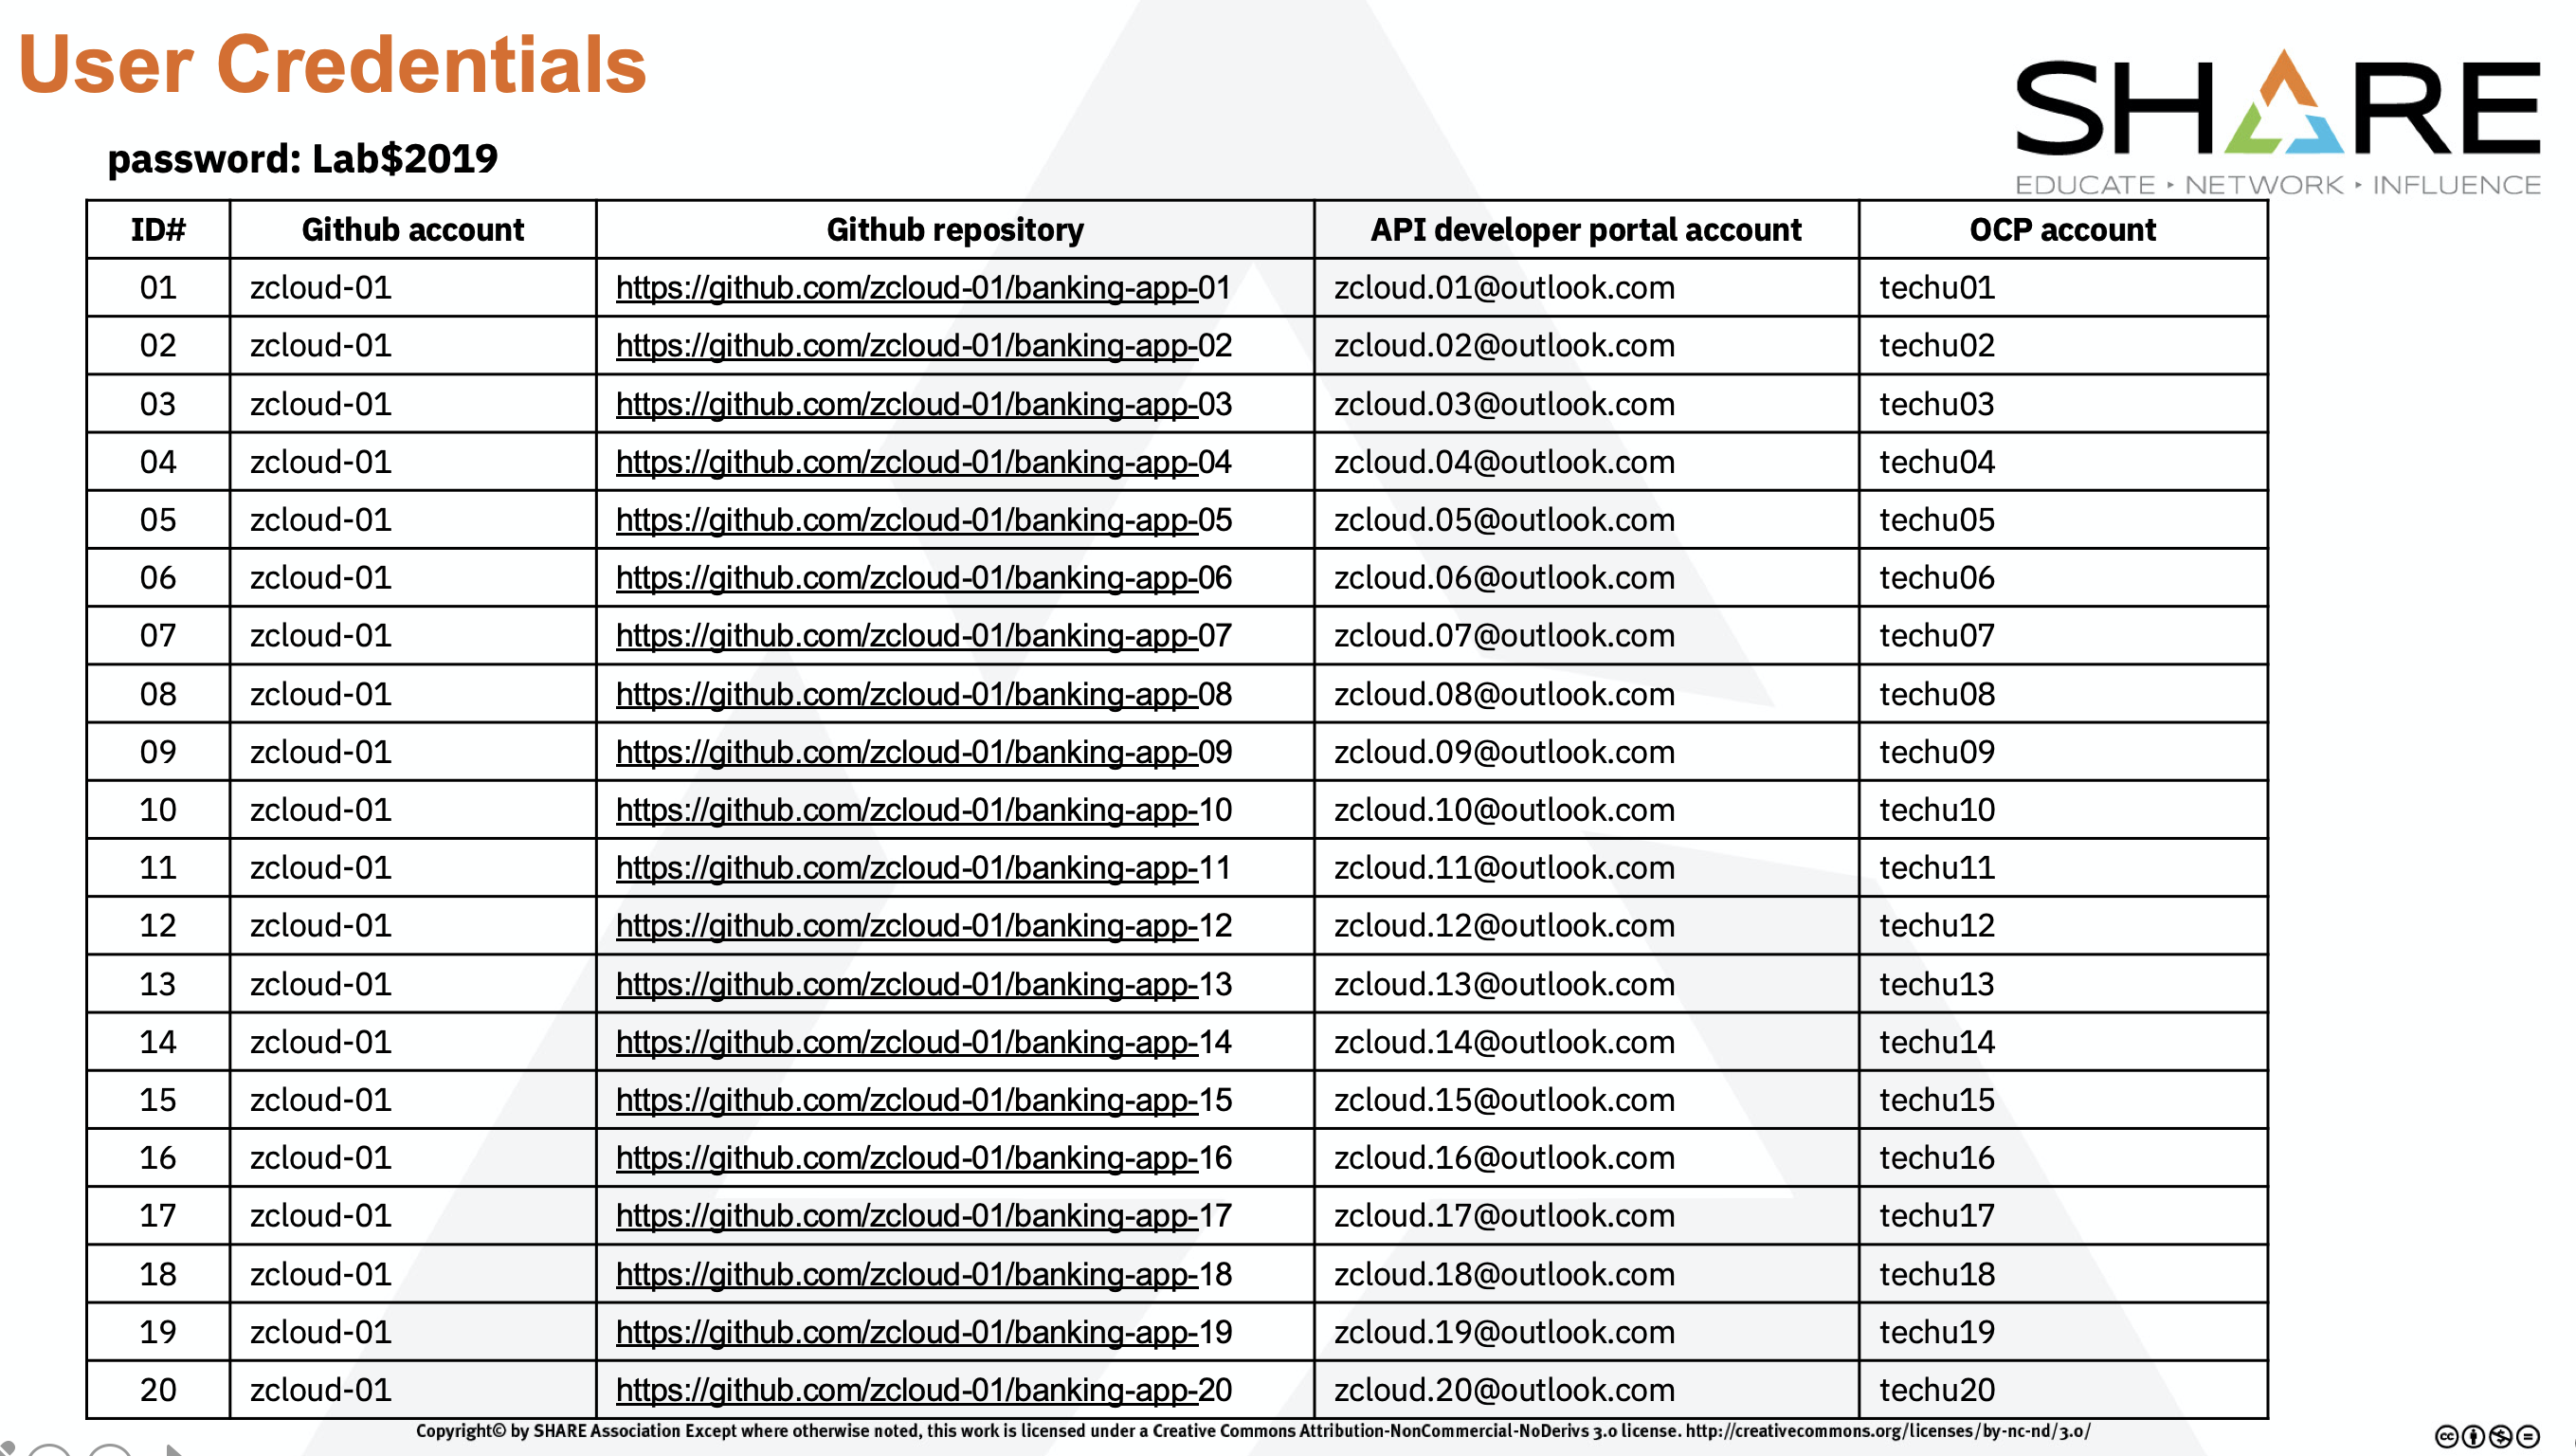 User Credentials
SHARE
EDUCATE • NETWORK • INFLUENCE
password: Lab$2019
ID# Github account Github repository API developer portal account OCP account
01 zcloud-01 https://github.com/zcloud-01/banking-app-01 zcloud.01@outlook.com techu01
02 zcloud-01 https://github.com/zcloud-01/banking-app-02 zcloud.02@outlook.com techu02
03 zcloud-01 https://github.com/zcloud-01/banking-app-03 zcloud.03@outlook.com techu03
04 zcloud-01 https://github.com/zcloud-01/banking-app-04 zcloud.04@outlook.com techu04
05 zcloud-01 https://github.com/zcloud-01/banking-app-05 zcloud.05@outlook.com techu05
06 zcloud-01 https://github.com/zcloud-01/banking-app-06 zcloud.06@outlook.com techu06
07 zcloud-01 https://github.com/zcloud-01/banking-app-07 zcloud.07@outlook.com techu07
08 zcloud-01 https://github.com/zcloud-01/banking-app-08 zcloud.08@outlook.com techu08
09 zcloud-01 https://github.com/zcloud-01/banking-app-09 zcloud.09@outlook.com techu09
10 zcloud-01 https://github.com/zcloud-01/banking-app-10 zcloud.10@outlook.com techu10
11 zcloud-01 https://github.com/zcloud-01/banking-app-11 zcloud.11@outlook.com techu11
12 zcloud-01 https://github.com/zcloud-01/banking-app-12 zcloud.12@outlook.com techu12
13 zcloud-01 https://github.com/zcloud-01/banking-app-13 zcloud.13@outlook.com techu13
14 zcloud-01 https://github.com/zcloud-01/banking-app-14 zcloud.14@outlook.com techu14
15 zcloud-01 https://github.com/zcloud-01/banking-app-15 zcloud.15@outlook.com techu15
16 zcloud-01 https://github.com/zcloud-01/banking-app-16 zcloud.16@outlook.com techu16
17 zcloud-01 https://github.com/zcloud-01/banking-app-17 zcloud.17@outlook.com techu17
18 zcloud-01 https://github.com/zcloud-01/banking-app-18 zcloud.18@outlook.com techu18
19 zcloud-01 https://github.com/zcloud-01/banking-app-19 zcloud.19@outlook.com techu19
20 zcloud-01 https://github.com/zcloud-01/banking-app-20 zcloud.20@outlook.com techu20
Copyright© by SHARE Association Except where otherwise noted, this work is licensed under a Creative Commons Attribution-NonCommercial-NoDerivs 3.0 license. http://creativecommons.org/licenses/by-nc-nd/3.0/